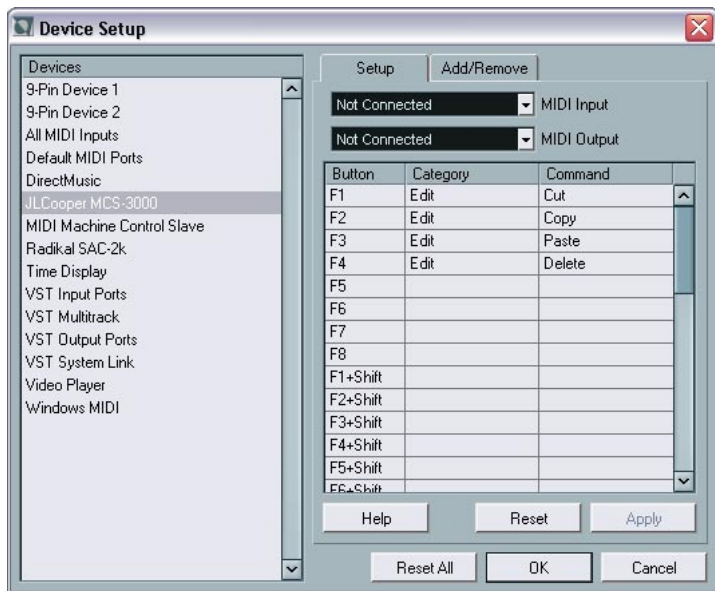 Device Setup
Devices
9-Pin Device 1
9-Pin Device 2
All MIDI Inputs
Default MIDI Ports
DirectMusic
JLCooper MCS-3000
MIDI Machine Control Slave
Radikal SAC-2k
Time Display
VST Input Ports
VST Multitrack
VST Output Ports
VST System Link
Video Player
Windows MIDI
Setup Add/Remove
Not Connected MIDI Input
Not Connected MIDI Output
Button Category Command
F1 Edit Cut
F2 Edit Copy
F3 Edit Paste
F4 Edit Delete
F5
F6
F7
F8
F1+Shift
F2+Shift
F3+Shift
F4+Shift
F5+Shift
F6+Shift
Help Reset Apply
Reset All OK Cancel